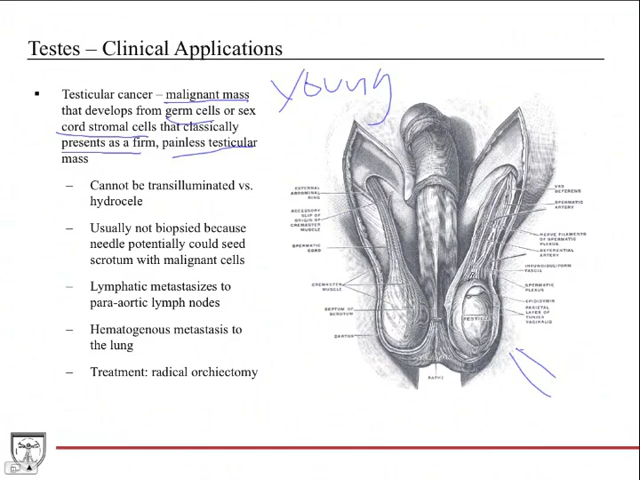 Testes – Clinical Applications
young
▪ Testicular cancer – malignant mass
that develops from germ cells or sex
cord stromal cells that classically
presents as a firm, painless testicular
mass
– Cannot be transilluminated vs.
hydrocele
– Usually not biopsied because
needle potentially could seed
scrotum with malignant cells
– Lymphatic metastasizes to
para-aortic lymph nodes
– Hematogenous metastasis to
the lung
– Treatment: radical orchiectomy
EXTERNAL
ABDOMINAL
RING
ACCESSORY
SLIP OF
ORIGIN OF
CREMASTER
MUSCLE
SPERMATIC
CORD
CREMASTER
MUSCLE
SEPTUM OF
SCROTUM
DARTOS
RAPHE
VAS
DEFERENS
SPERMATIC
ARTERY
NERVE FILAMENTS
OF SPERMATIC
PLEXUS
DEFERENTIAL
ARTERY
INFUNDIBULIFORM
FASCIA
SPERMATIC
PLEXUS
EPIDIDYMIS
PARIETAL
LAYER OF
TUNICA
VAGINALIS
TESTICLE